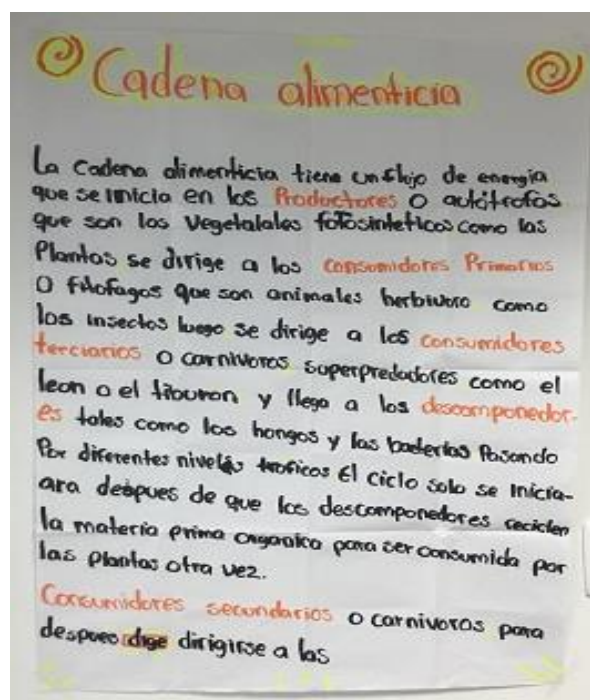 Cadena alimenticia
La Cadena alimenticia tiene un flujo de energia
que se inicia en los Productores O autótrofos
que son los Vegetalales fotosinteticos como las
Plantas se dirige a los consumidores Primarios
O filofagos que son animales herbivoro como
los insectos luego se dirige a los consumidores
terciarios o carnivoros superpredadores como el
leon o el tiburon y llega a los descomponedor-
es tales como los hongos y las bacterias Pasando
Por diferentes niveles troficos El ciclo solo se inicia-
ara despues de que los descomponedores reciclen
la materia prima organica para ser consumida por
las Plantas otra vez.
Consumidores secundarios o carnivoros para
despues dige dirigirse a las